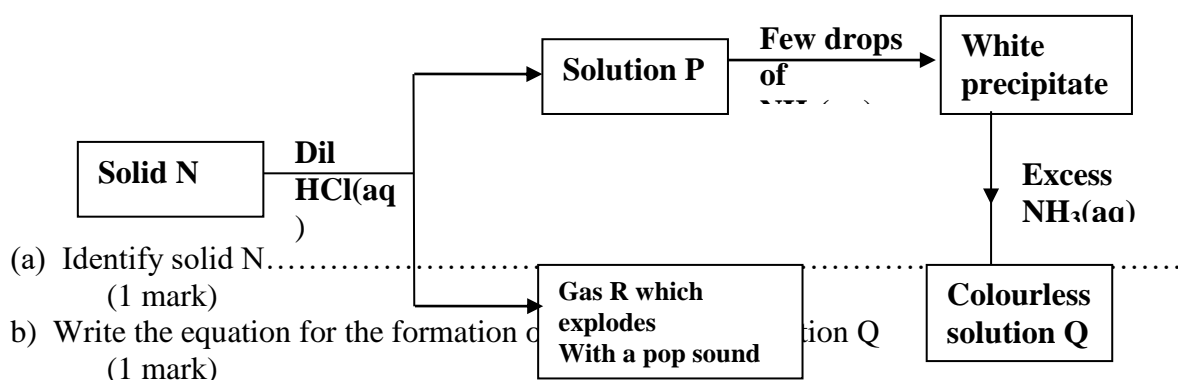 Solution P
Few drops
of
White
precipitate
Solid N
Dil
HCl(aq
)
Excess
NH₃(aq)
(a) Identify solid N……………………………………………………………………
(1 mark)
Gas R which
explodes
With a pop sound
Colourless
solution Q
b) Write the equation for the formation Q
(1 mark)